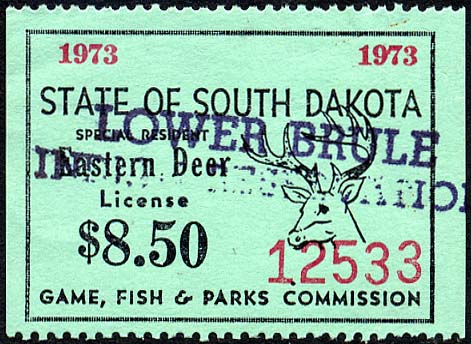 1973 1973
STATE OF SOUTH DAKOTA
LOWER BRULE
SPECIAL RESIDENT
Eastern Deer
License
$8.50
12533
GAME, FISH & PARKS COMMISSION